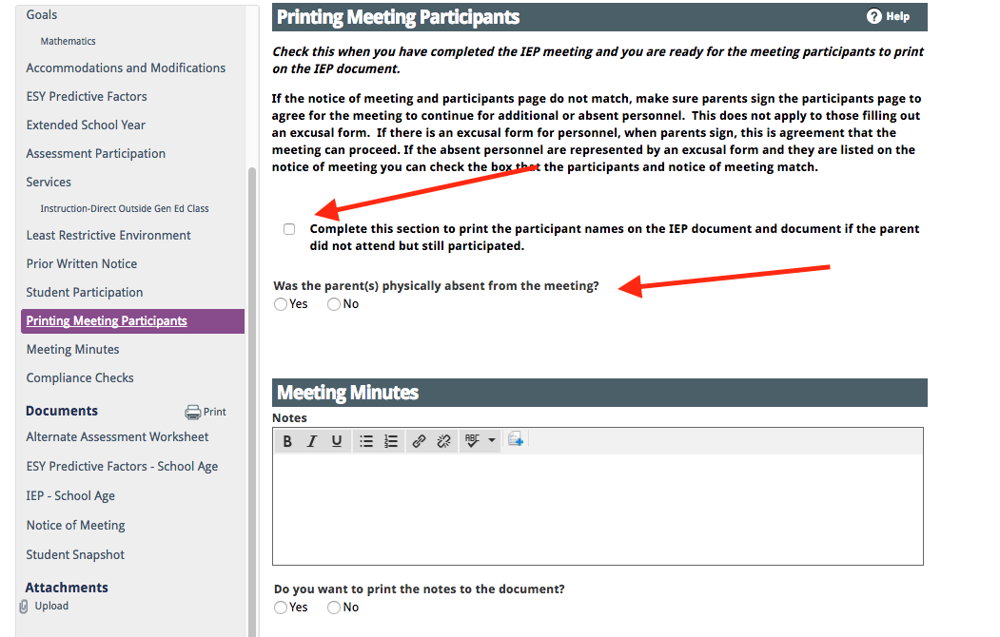 Goals
Mathematics
Accommodations and Modifications
ESY Predictive Factors
Extended School Year
Assessment Participation
Services
Instruction-Direct Outside Gen Ed Class
Least Restrictive Environment
Prior Written Notice
Student Participation
Printing Meeting Participants
Meeting Minutes
Compliance Checks
Documents
Print
Alternate Assessment Worksheet
ESY Predictive Factors - School Age
IEP - School Age
Notice of Meeting
Student Snapshot
Attachments
Upload
Printing Meeting Participants
? Help
Check this when you have completed the IEP meeting and you are ready for the meeting participants to print
on the IEP document.
If the notice of meeting and participants page do not match, make sure parents sign the participants page to
agree for the meeting to continue for additional or absent personnel. This does not apply to those filling out
an excusal form. If there is an excusal form for personnel, when parents sign, this is agreement that the
meeting can proceed. If the absent personnel are represented by an excusal form and they are listed on the
notice of meeting you can check the box that the participants and notice of meeting match.
Complete this section to print the participant names on the IEP document and document if the parent
did not attend but still participated.
Was the parent(s) physically absent from the meeting?
Yes No
Meeting Minutes
Notes
B I U ABC
Do you want to print the notes to the document?
Yes No